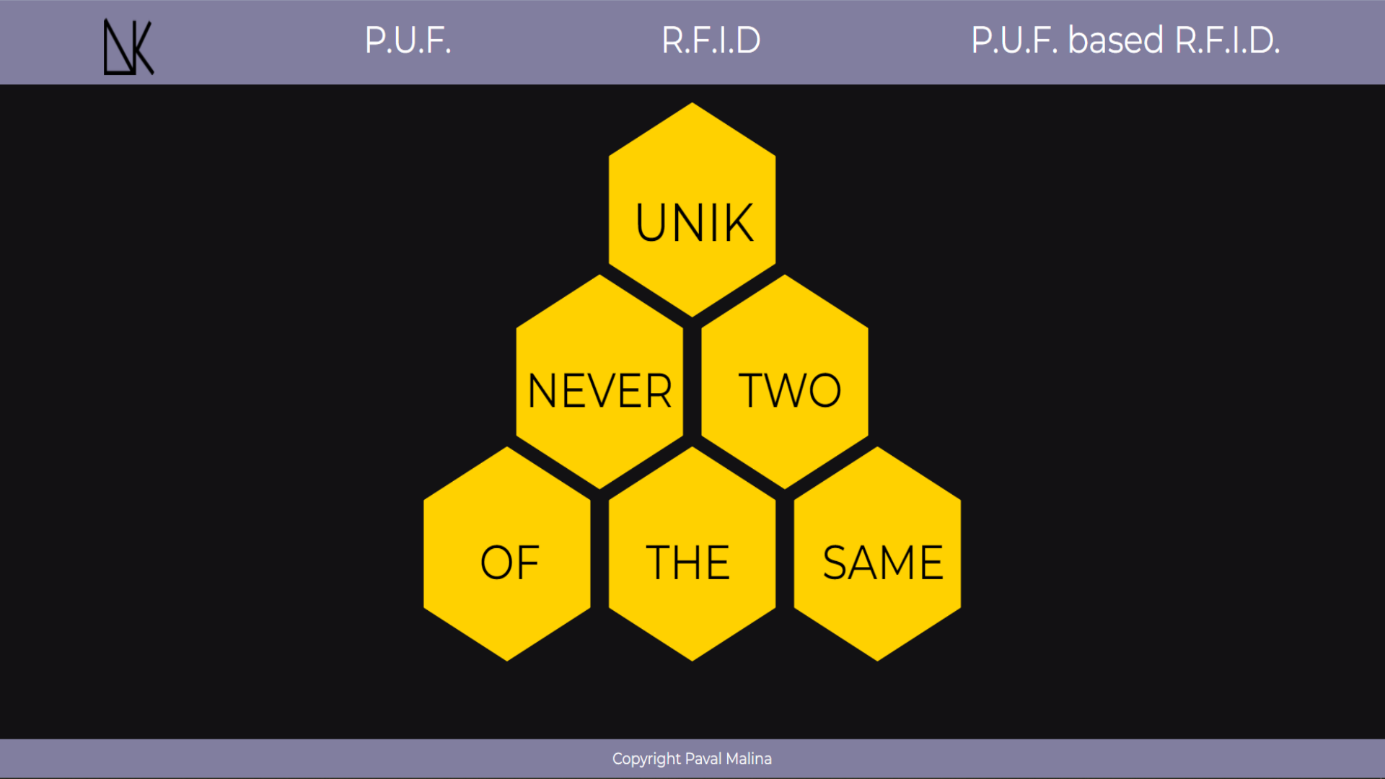 P.U.F. R.F.I.D P.U.F. based R.F.I.D.
UNIK
NEVER TWO
OF THE SAME
Copyright Paval Malina